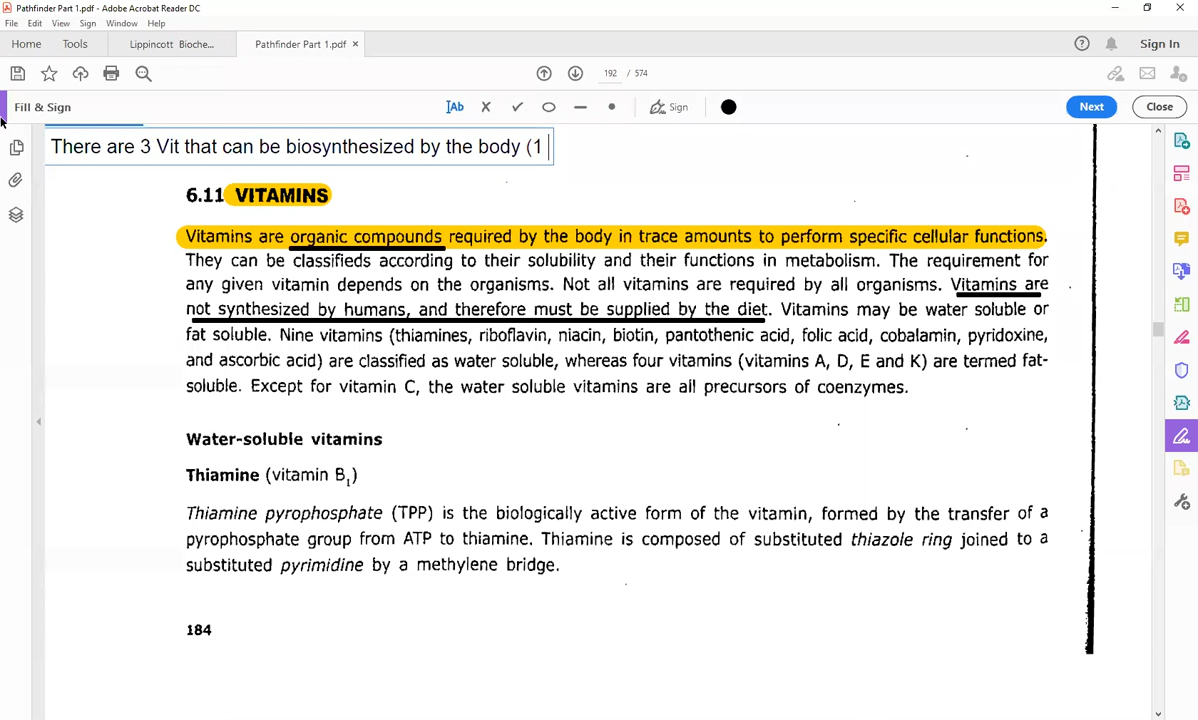 Pathfinder Part 1.pdf - Adobe Acrobat Reader DC
File Edit View Sign Window Help
Home Tools Lippincott Bioche... Pathfinder Part 1.pdf × Sign In
192 / 574
Fill & Sign Ab Sign Next Close
There are 3 Vit that can be biosynthesized by the body (1
6.11 VITAMINS
Vitamins are organic compounds required by the body in trace amounts to perform specific cellular functions.
They can be classifieds according to their solubility and their functions in metabolism. The requirement for
any given vitamin depends on the organisms. Not all vitamins are required by all organisms. Vitamins are
not synthesized by humans, and therefore must be supplied by the diet. Vitamins may be water soluble or
fat soluble. Nine vitamins (thiamines, riboflavin, niacin, biotin, pantothenic acid, folic acid, cobalamin, pyridoxine,
and ascorbic acid) are classified as water soluble, whereas four vitamins (vitamins A, D, E and K) are termed fat-
soluble. Except for vitamin C, the water soluble vitamins are all precursors of coenzymes.
Water-soluble vitamins
Thiamine (vitamin B₁)
Thiamine pyrophosphate (TPP) is the biologically active form of the vitamin, formed by the transfer of a
pyrophosphate group from ATP to thiamine. Thiamine is composed of substituted thiazole ring joined to a
substituted pyrimidine by a methylene bridge.
184